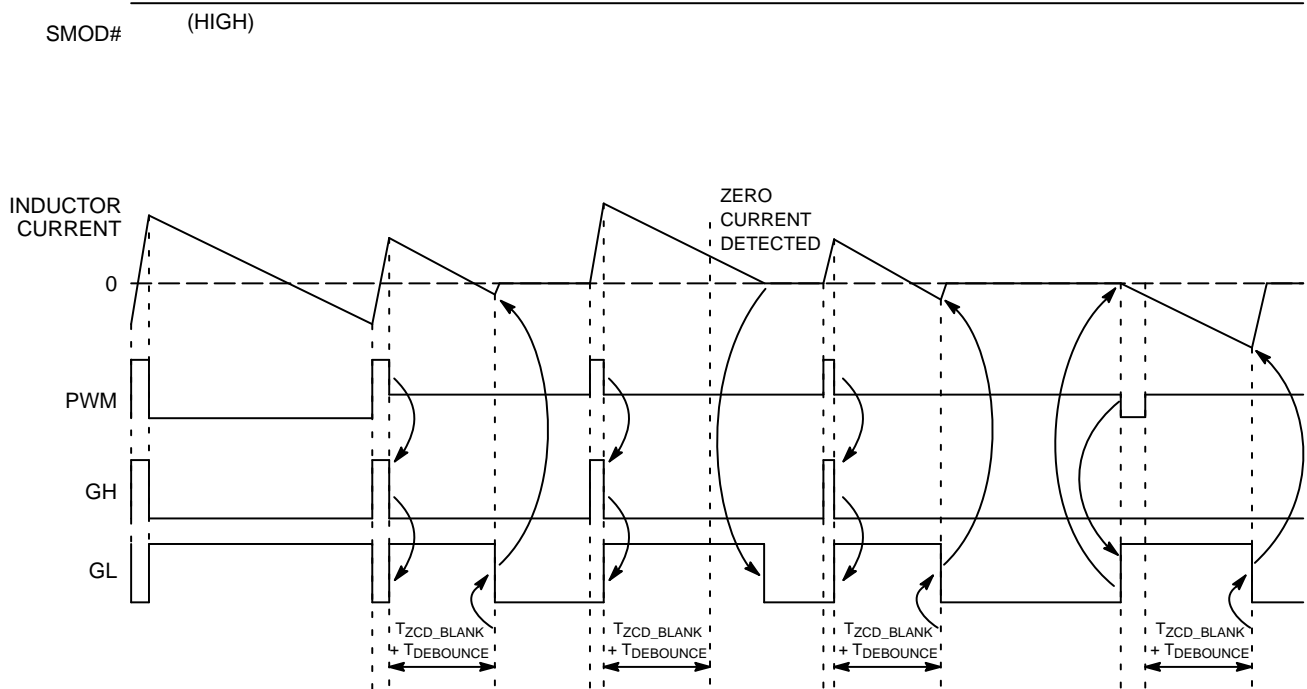 SMOD#
(HIGH)
INDUCTOR
CURRENT
ZERO
CURRENT
DETECTED
0
PWM
GH
GL
TZCD_BLANK
+ TDEBOUNCE
TZCD_BLANK
+ TDEBOUNCE
TZCD_BLANK
+ TDEBOUNCE
TZCD_BLANK
+ TDEBOUNCE